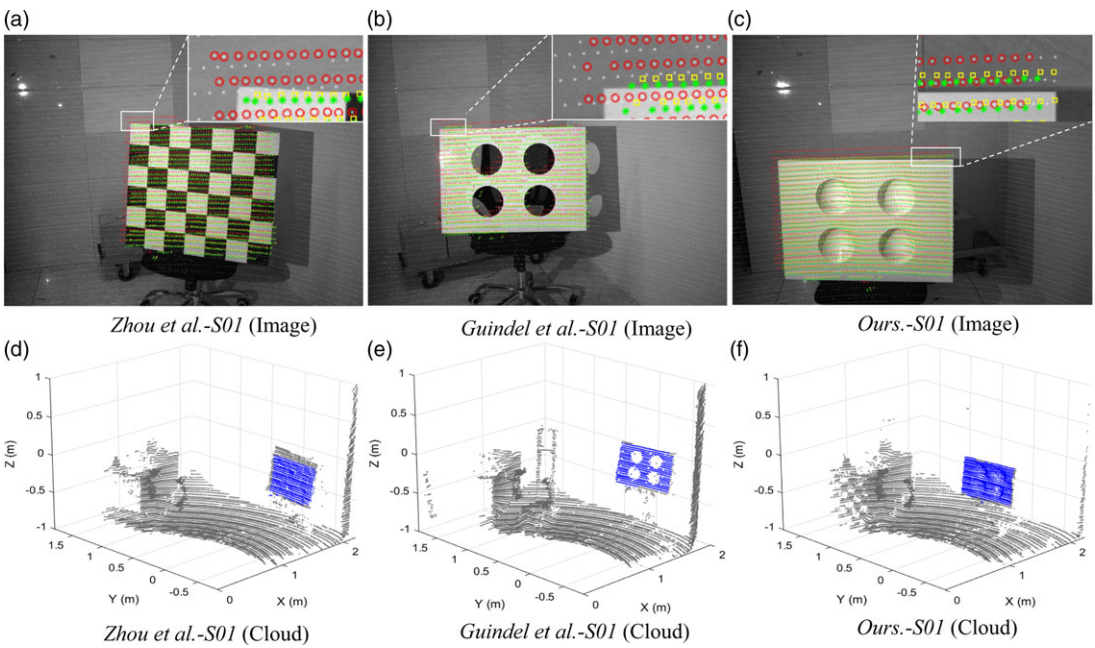 (a)
(b)
(c)
Zhou et al.-S01 (Image)
Guindel et al.-S01 (Image)
Ours.-S01 (Image)
(d)
(e)
(f)
1
0.5
0
-0.5
-1
Z (m)
1.5
1
0.5
0
-0.5
Y (m)
0
1
2
X (m)
1
0.5
0
-0.5
-1
Z (m)
1.5
1
0.5
0
-0.5
Y (m)
0
1
2
X (m)
1
0.5
0
-0.5
-1
Z (m)
1.5
1
0.5
0
-0.5
Y (m)
0
1
2
X (m)
Zhou et al.-S01 (Cloud)
Guindel et al.-S01 (Cloud)
Ours.-S01 (Cloud)